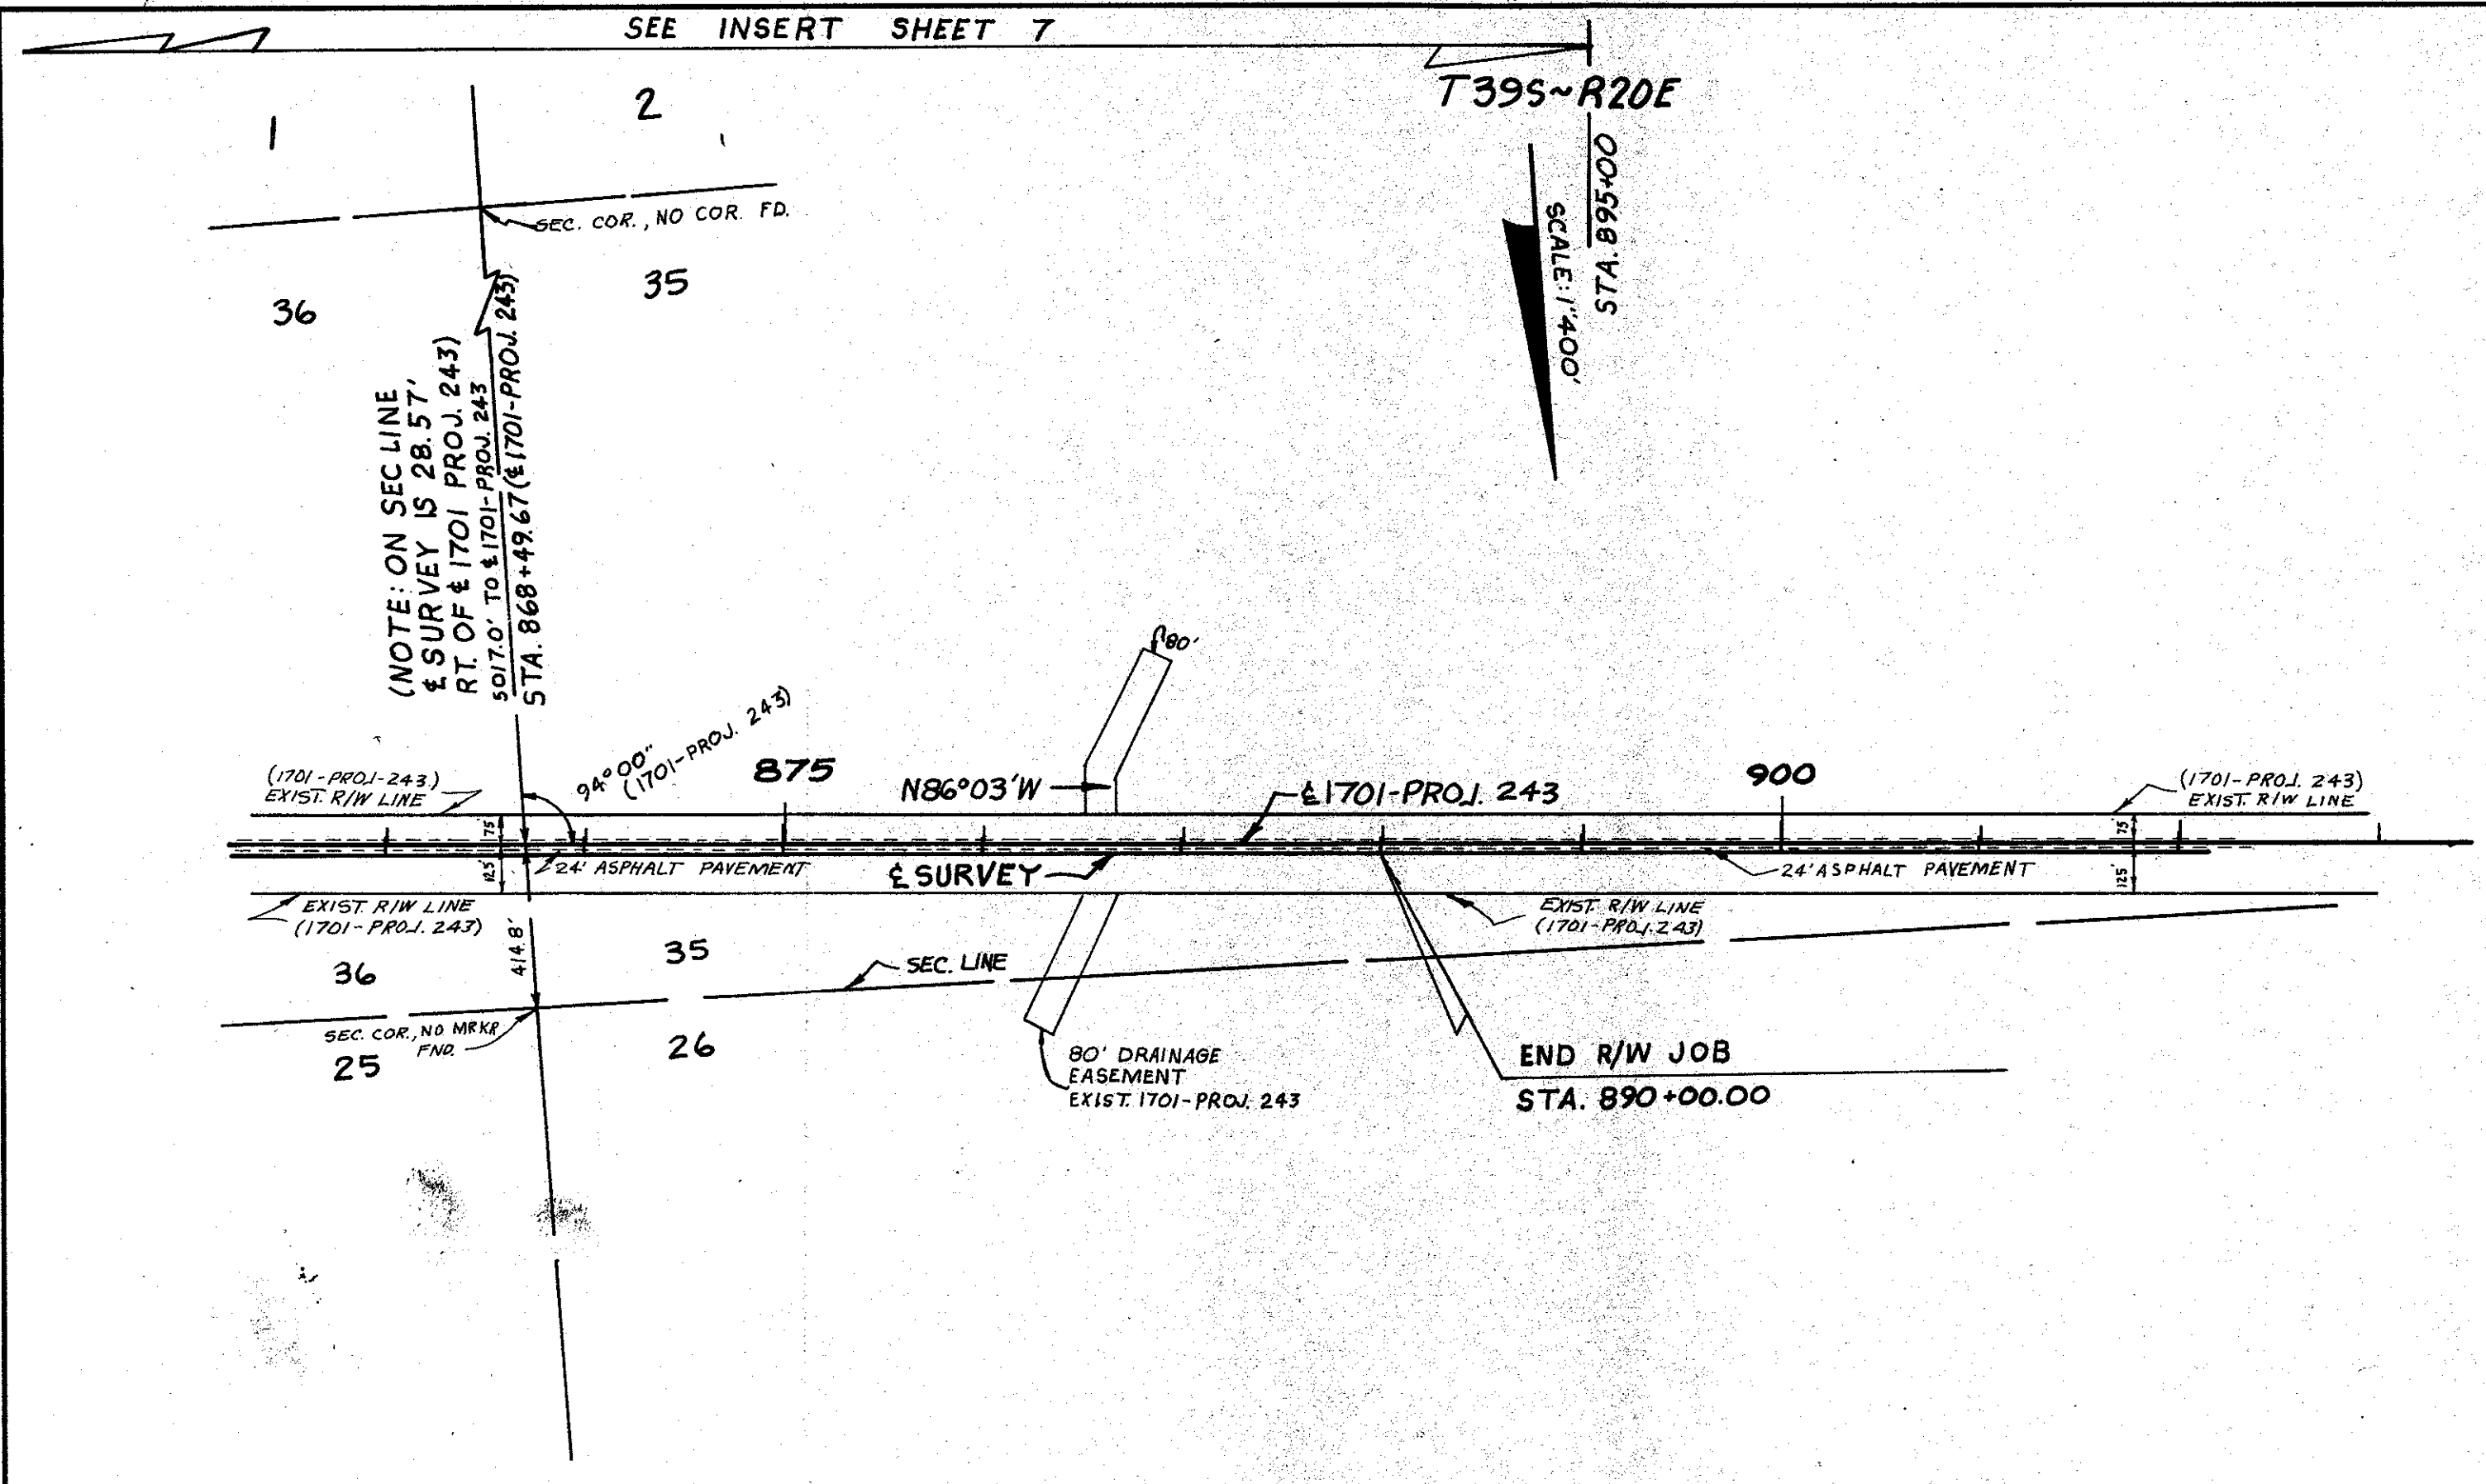 SEE INSERT SHEET 7
T39S~R20E
STA. 895+00
SCALE: 1"400'
1
2
SEC. COR., NO COR. FD.
36
35
(NOTE: ON SEC LINE
℄ SURVEY IS 28.57'
RT. OF ℄ 1701 PROJ. 243)
5017.0' TO ℄ 1701-PROJ. 243
STA. 868+49.67 (℄ 1701-PROJ. 243)
94°00"
(1701-PROJ. 243)
80'
(1701-PROJ-243.)
EXIST. R/W LINE
875
N86°03'W
℄ 1701-PROJ. 243
900
(1701-PROJ. 243)
EXIST. R/W LINE
75'
75'
125'
24' ASPHALT PAVEMENT
℄ SURVEY
24' ASPHALT PAVEMENT
125'
EXIST. R/W LINE
(1701-PROJ. 243)
EXIST. R/W LINE
(1701-PROJ. 243)
414.8'
36
35
SEC. LINE
SEC. COR., NO MRKR
FND.
25
26
80' DRAINAGE
EASEMENT
EXIST. 1701-PROJ. 243
END R/W JOB
STA. 890+00.00